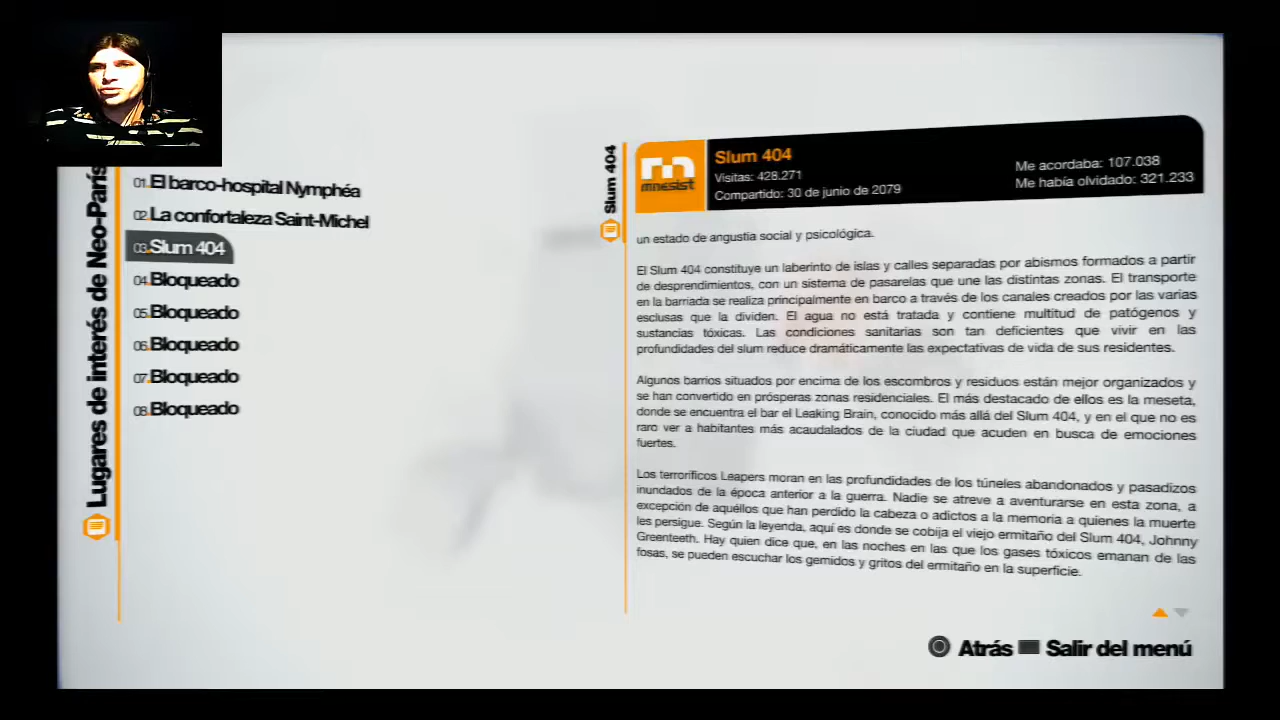 Lugares de interés de Neo-París
01.El barco-hospital Nymphéa
02.La confortaleza Saint-Michel
03.Slum 404
04.Bloqueado
05.Bloqueado
06.Bloqueado
07.Bloqueado
08.Bloqueado
Slum 404
mnesist
Slum 404
Visitas: 428.271
Compartido: 30 de junio de 2079
Me acordaba: 107.038
Me había olvidado: 321.233
un estado de angustia social y psicológica.
El Slum 404 constituye un laberinto de islas y calles separadas por abismos formados a partir
de desprendimientos, con un sistema de pasarelas que une las distintas zonas. El transporte
en la barriada se realiza principalmente en barco a través de los canales creados por las varias
esclusas que la dividen. El agua no está tratada y contiene multitud de patógenos y
sustancias tóxicas. Las condiciones sanitarias son tan deficientes que vivir en las
profundidades del slum reduce dramáticamente las expectativas de vida de sus residentes.
Algunos barrios situados por encima de los escombros y residuos están mejor organizados y
se han convertido en prósperas zonas residenciales. El más destacado de ellos es la meseta,
donde se encuentra el bar el Leaking Brain, conocido más allá del Slum 404, y en el que no es
raro ver a habitantes más acaudalados de la ciudad que acuden en busca de emociones
fuertes.
Los terroríficos Leapers moran en las profundidades de los túneles abandonados y pasadizos
inundados de la época anterior a la guerra. Nadie se atreve a aventurarse en esta zona, a
excepción de aquéllos que han perdido la cabeza o adictos a la memoria a quienes la muerte
les persigue. Según la leyenda, aquí es donde se cobija el viejo ermitaño del Slum 404, Johnny
Greenteeth. Hay quien dice que, en las noches en las que los gases tóxicos emanan de las
fosas, se pueden escuchar los gemidos y gritos del ermitaño en la superficie.
Atrás Salir del menú